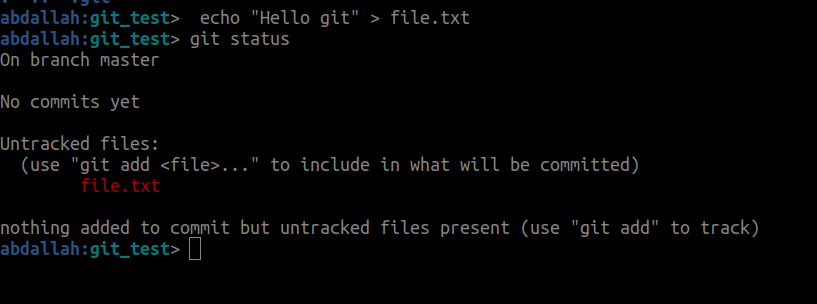 abdallah:git_test>  echo "Hello git" > file.txt
abdallah:git_test> git status
On branch master
No commits yet
Untracked files:
  (use "git add <file>..." to include in what will be committed)
        file.txt
nothing added to commit but untracked files present (use "git add" to track)
abdallah:git_test>